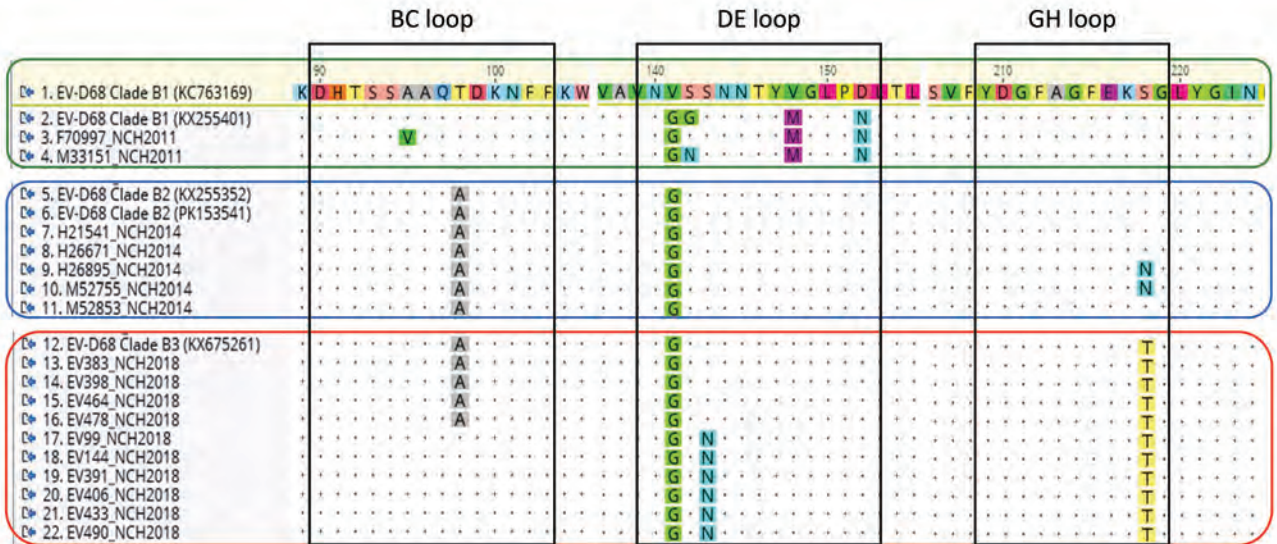 BC loop DE loop GH loop
90 100 140 150 210 220
1. EV-D68 Clade B1 (KC763169) KDHTSSAAQTDKNFFKW VAVNVSSNNTYVGLPDLTL SVFYDGFAGFEKSGLYGIN
2. EV-D68 Clade B1 (KX255401) G G M N
3. F70997_NCH2011 V G M N
4. M33151_NCH2011 G N M N
5. EV-D68 Clade B2 (KX255352) A G
6. EV-D68 Clade B2 (PK153541) A G
7. H21541_NCH2014 A G
8. H26671_NCH2014 A G
9. H26895_NCH2014 A G N
10. M52755_NCH2014 A G N
11. M52853_NCH2014 A G
12. EV-D68 Clade B3 (KX675261) A G T
13. EV383_NCH2018 A G T
14. EV398_NCH2018 A G T
15. EV464_NCH2018 A G T
16. EV478_NCH2018 A G T
17. EV99_NCH2018 G N T
18. EV144_NCH2018 G N T
19. EV391_NCH2018 G N T
20. EV406_NCH2018 G N T
21. EV433_NCH2018 G N T
22. EV490_NCH2018 G N T